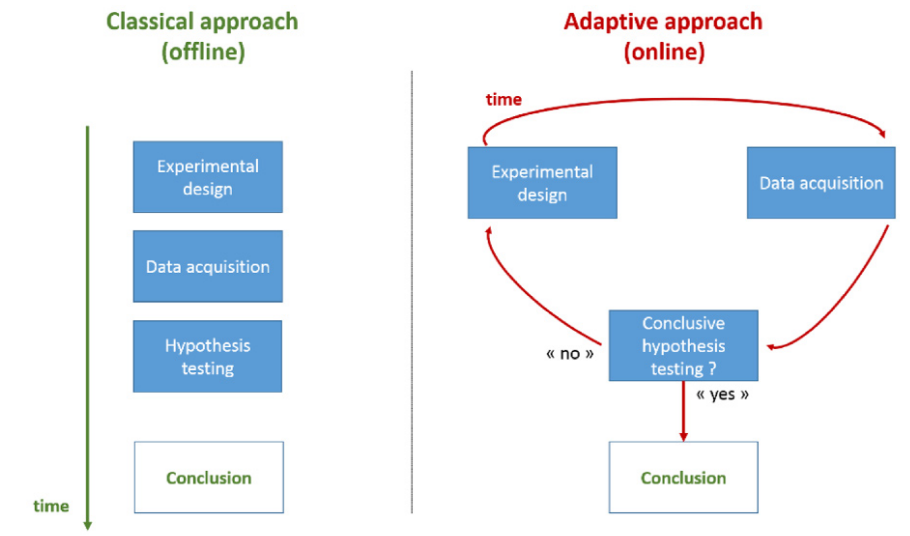 Classical approach
(offline)
Experimental
design
Data acquisition
Hypothesis
testing
Conclusion
time
Adaptive approach
(online)
time
Experimental
design
Data acquisition
Conclusive
hypothesis
testing ?
« no »
« yes »
Conclusion